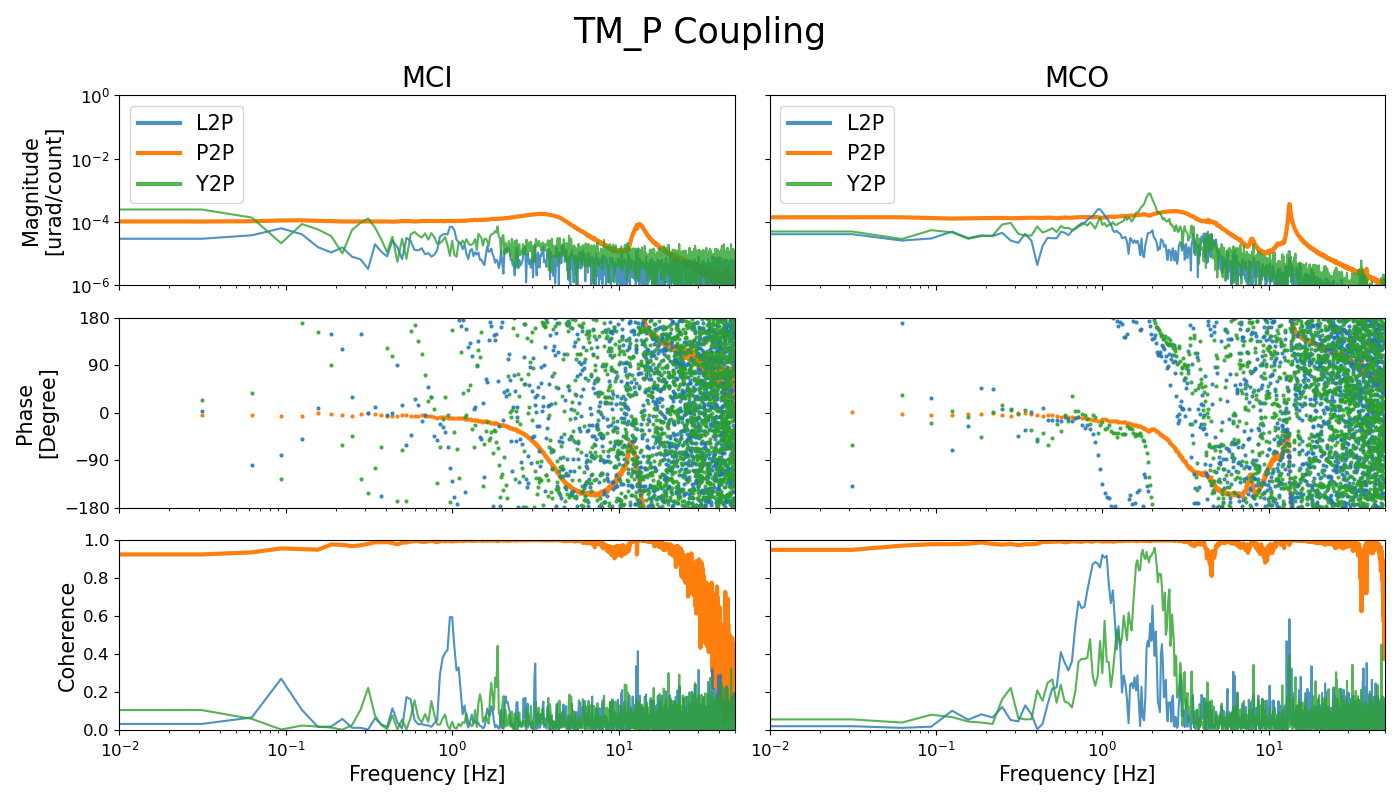 TM_P Coupling
MCI
MCO
Magnitude
[urad/count]
10^0
10^-2
10^-4
10^-6
L2P
P2P
Y2P
L2P
P2P
Y2P
Phase
[Degree]
180
90
0
−90
−180
Coherence
1.0
0.8
0.6
0.4
0.2
0.0
10^-2
10^-1
10^0
10^1
10^-2
10^-1
10^0
10^1
Frequency [Hz]
Frequency [Hz]